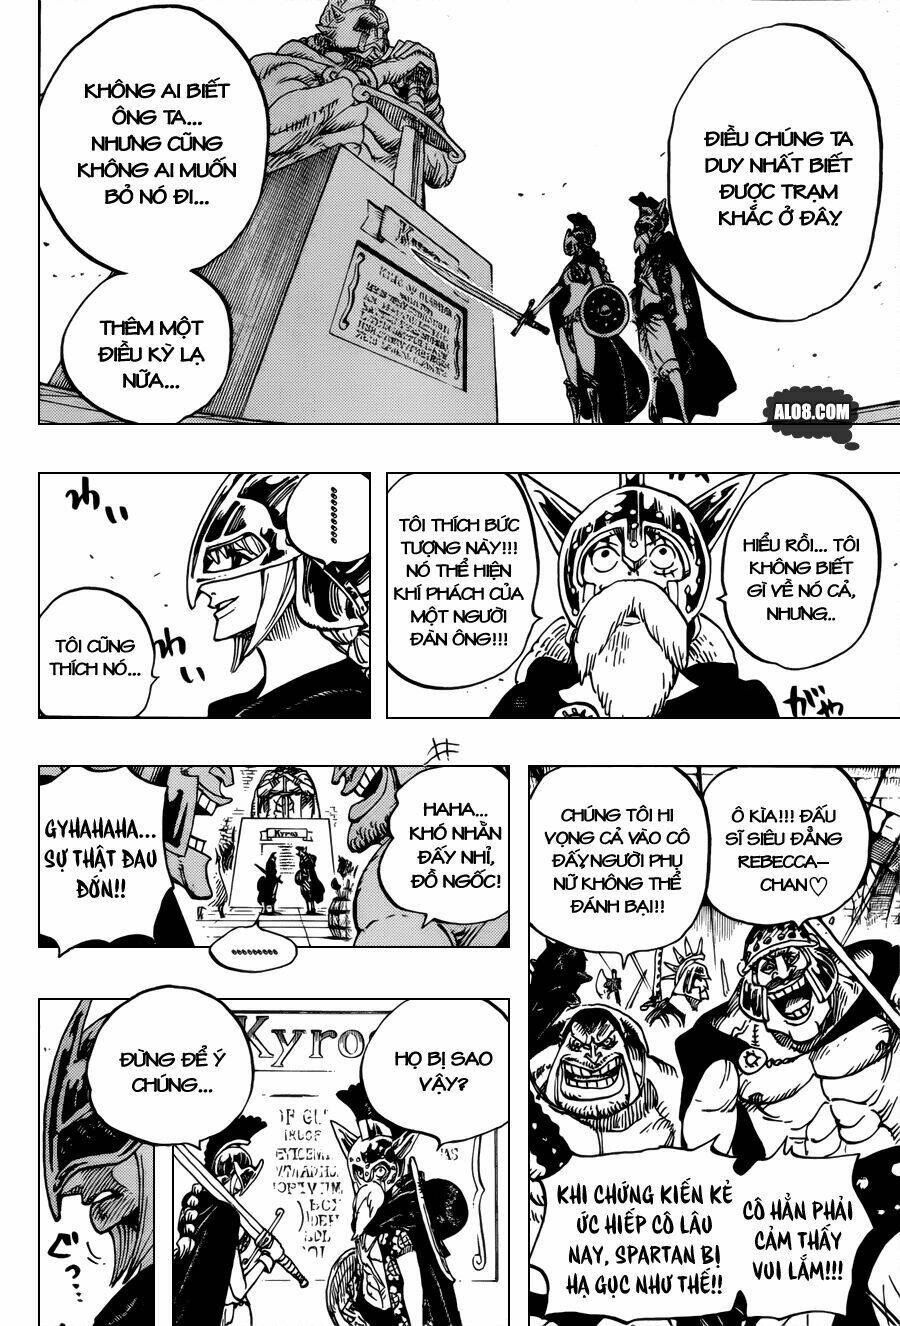 ĐIỀU CHÚNG TA
DUY NHẤT BIẾT
ĐƯỢC TRẠM
KHẮC Ở ĐÂY.
KHÔNG AI BIẾT
ÔNG TA...
NHƯNG CŨNG
KHÔNG AI MUỐN
BỎ NÓ ĐI...
THÊM MỘT
ĐIỀU KỲ LẠ
NỮA...
ALO8.COM
HIỂU RỒI... TÔI
KHÔNG BIẾT
GÌ VỀ NÓ CẢ,
NHƯNG..
TÔI THÍCH BỨC
TƯỢNG NÀY!!!
NÓ THỂ HIỆN
KHÍ PHÁCH CỦA
MỘT NGƯỜI
ĐÀN ÔNG!!!
わい
TÔI CŨNG
THÍCH NÓ...
Ô KÌA!!! ĐẤU
SĨ SIÊU ĐẲNG
REBECCA–
CHAN♡
CHÚNG TÔI HI
VỌNG CẢ VÀO CÔ
ĐẤY.NGƯỜI PHỤ
NỮ KHÔNG THỂ
ĐÁNH BẠI!!
CÔ HẲN PHẢI
CẢM THẤY
VUI LẮM!!!
KHI CHỨNG KIẾN KẺ
ỨC HIẾP CÔ LÂU
NAY, SPARTAN BỊ
HẠ GỤC NHƯ THẾ!!
HAHA...
KHÓ NHẰN
ĐẤY NHỈ,
ĐỒ NGỐC!
Kyros
GYHAHAHA...
SỰ THẬT ĐAU
ĐỚN!!
Kyros
HỌ BỊ SAO
VẬY?
ĐỪNG ĐỂ Ý
CHÚNG...